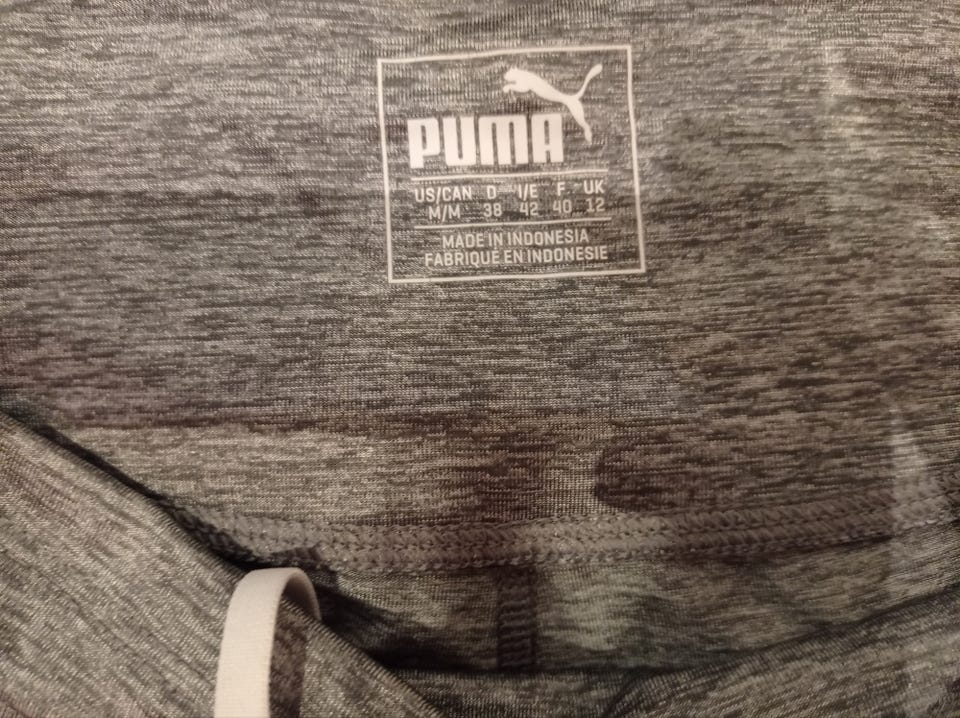 PUMA
US/CAN D I/E F UK
M/M 38 42 40 12
MADE IN INDONESIA
FABRIQUÉ EN INDONESIE